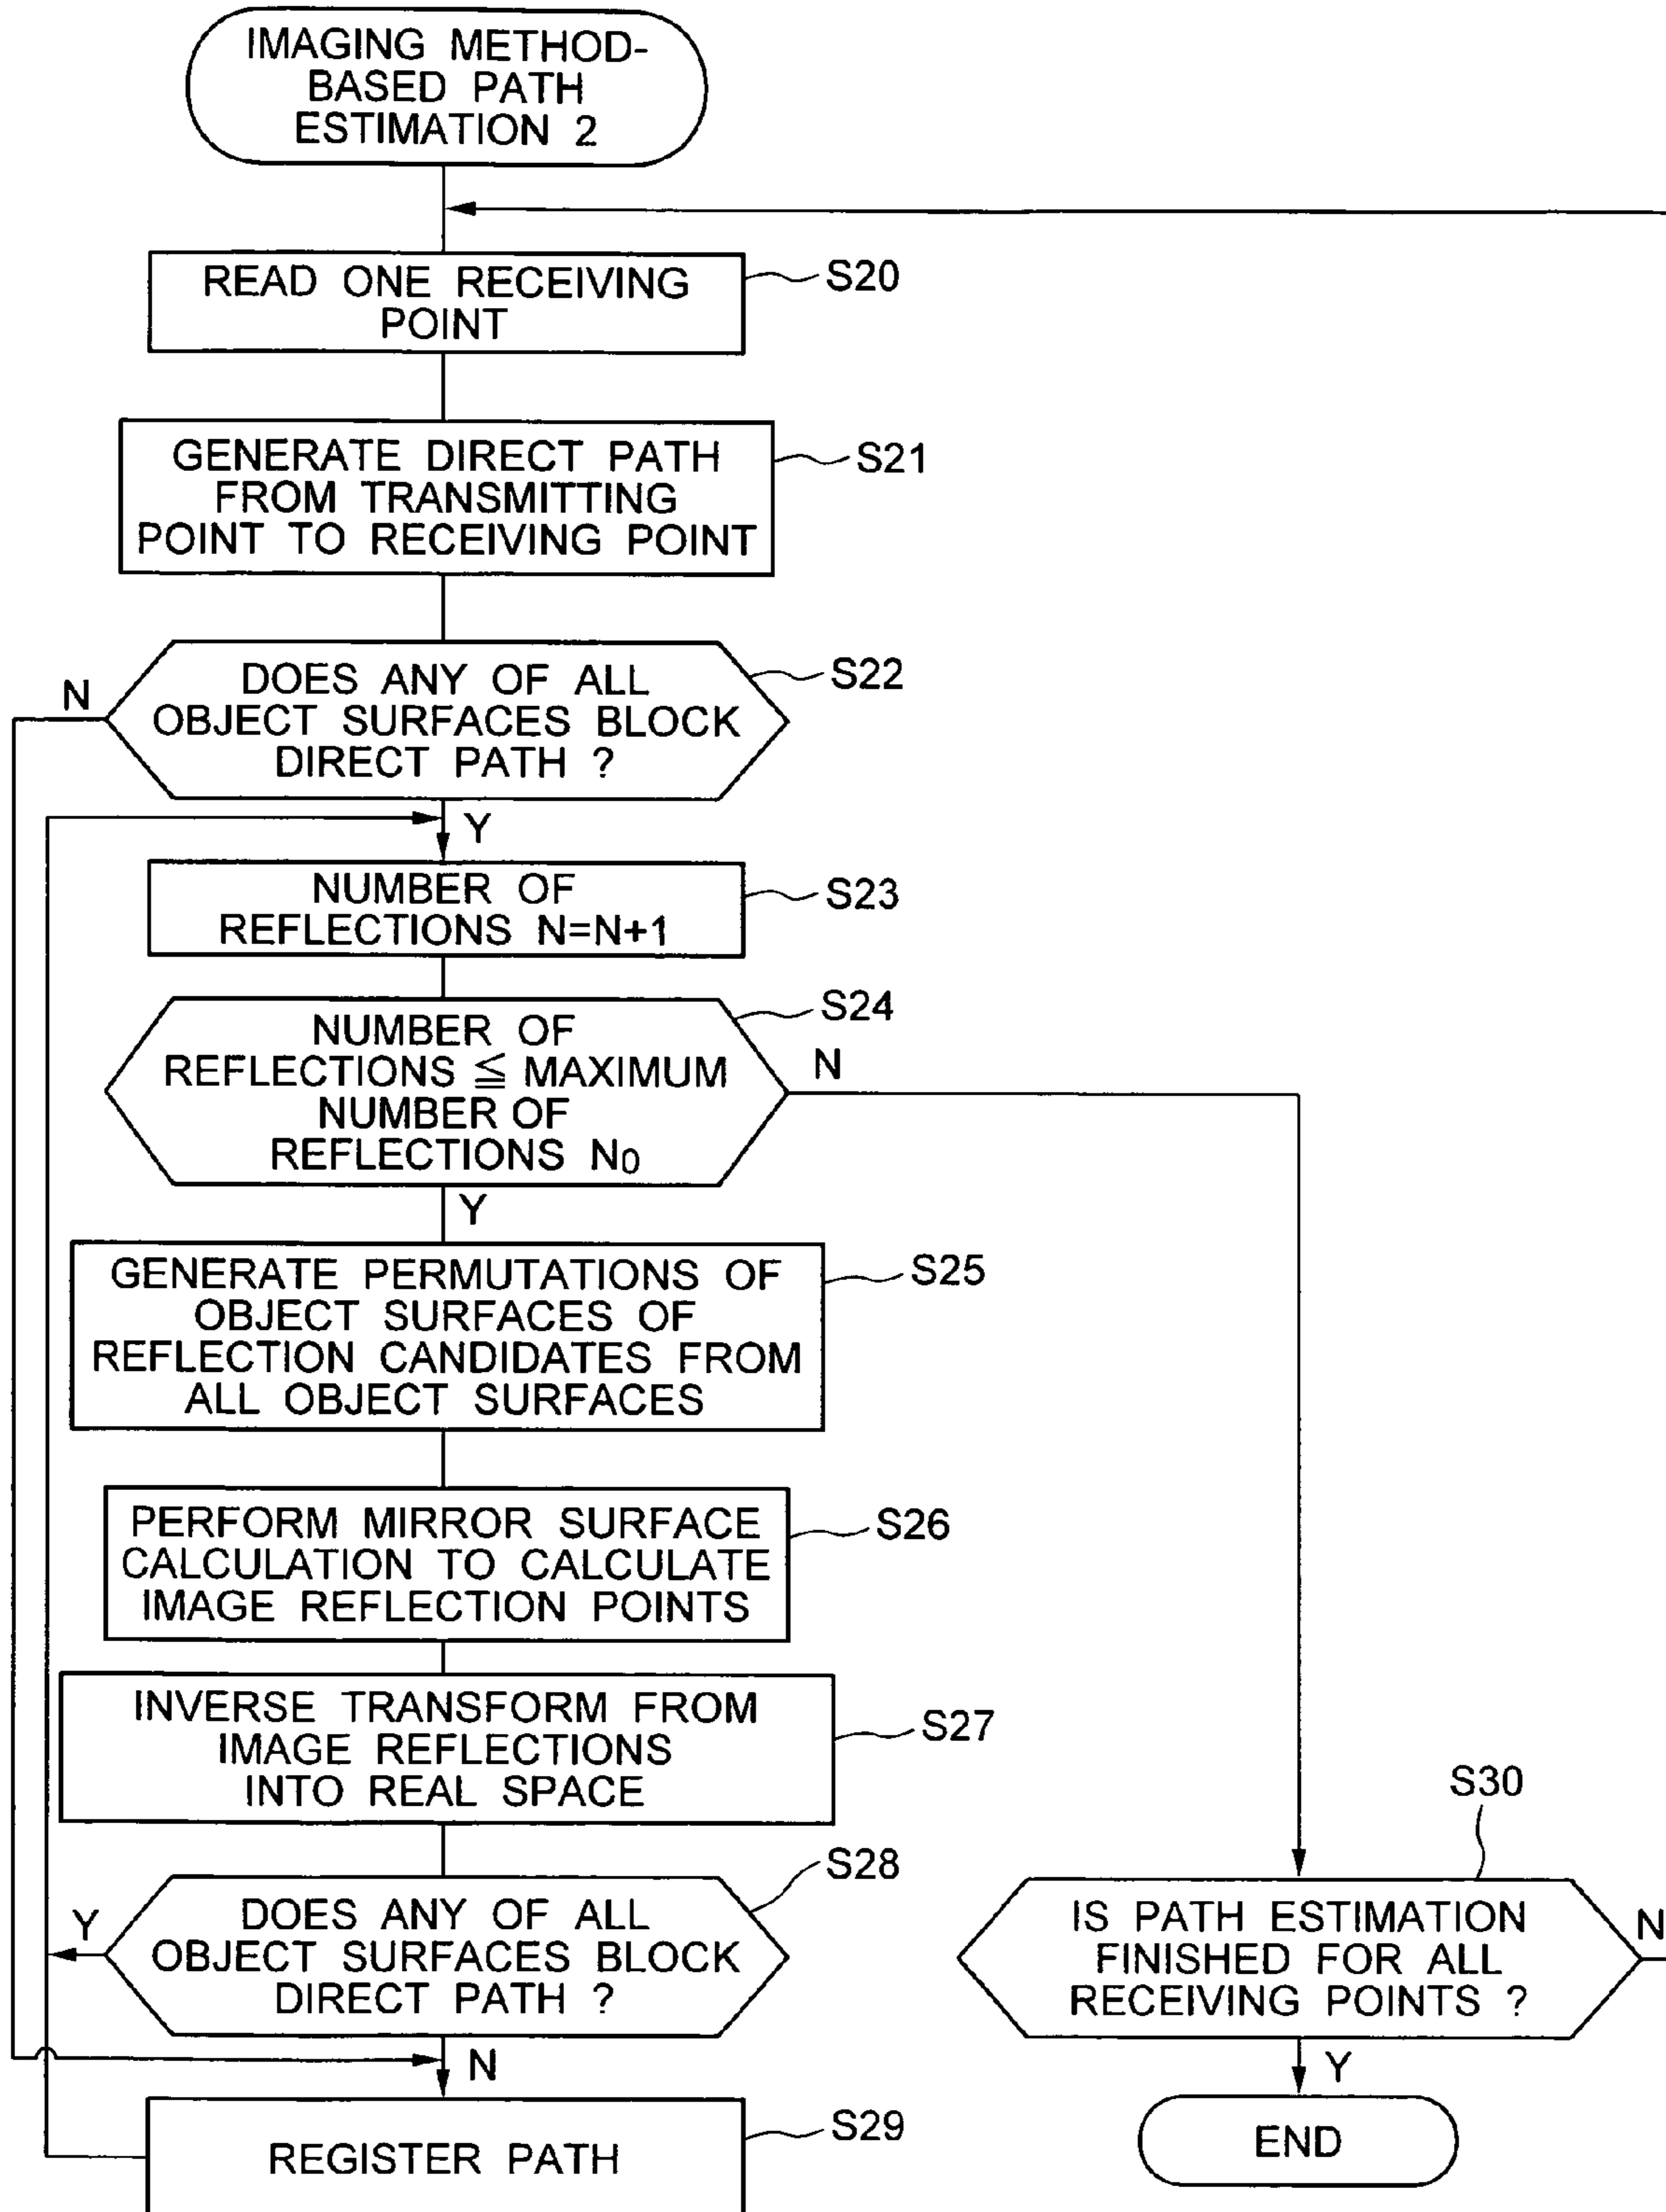 IMAGING METHOD-
BASED PATH
ESTIMATION 2
READ ONE RECEIVING
POINT
S20
GENERATE DIRECT PATH
FROM TRANSMITTING
POINT TO RECEIVING POINT
S21
DOES ANY OF ALL
OBJECT SURFACES BLOCK
DIRECT PATH ?
S22
N
Y
NUMBER OF
REFLECTIONS N=N+1
S23
NUMBER OF
REFLECTIONS ≦ MAXIMUM
NUMBER OF
REFLECTIONS N₀
S24
N
Y
GENERATE PERMUTATIONS OF
OBJECT SURFACES OF
REFLECTION CANDIDATES FROM
ALL OBJECT SURFACES
S25
PERFORM MIRROR SURFACE
CALCULATION TO CALCULATE
IMAGE REFLECTION POINTS
S26
INVERSE TRANSFORM FROM
IMAGE REFLECTIONS
INTO REAL SPACE
S27
DOES ANY OF ALL
OBJECT SURFACES BLOCK
DIRECT PATH ?
S28
Y
N
REGISTER PATH
S29
IS PATH ESTIMATION
FINISHED FOR ALL
RECEIVING POINTS ?
S30
N
Y
END